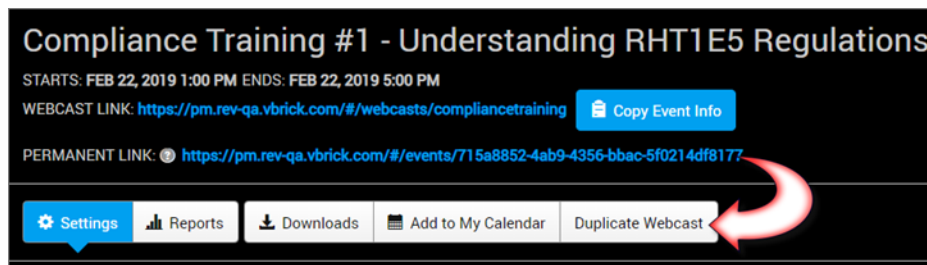 Compliance Training #1 - Understanding RHT1E5 Regulations
STARTS: FEB 22, 2019 1:00 PM ENDS: FEB 22, 2019 5:00 PM
WEBCAST LINK: https://pm.rev-qa.vbrick.com/#/webcasts/compliancetraining Copy Event Info
PERMANENT LINK: ? https://pm.rev-qa.vbrick.com/#/events/715a8852-4ab9-4356-bbac-5f0214df8177
Settings Reports Downloads Add to My Calendar Duplicate Webcast